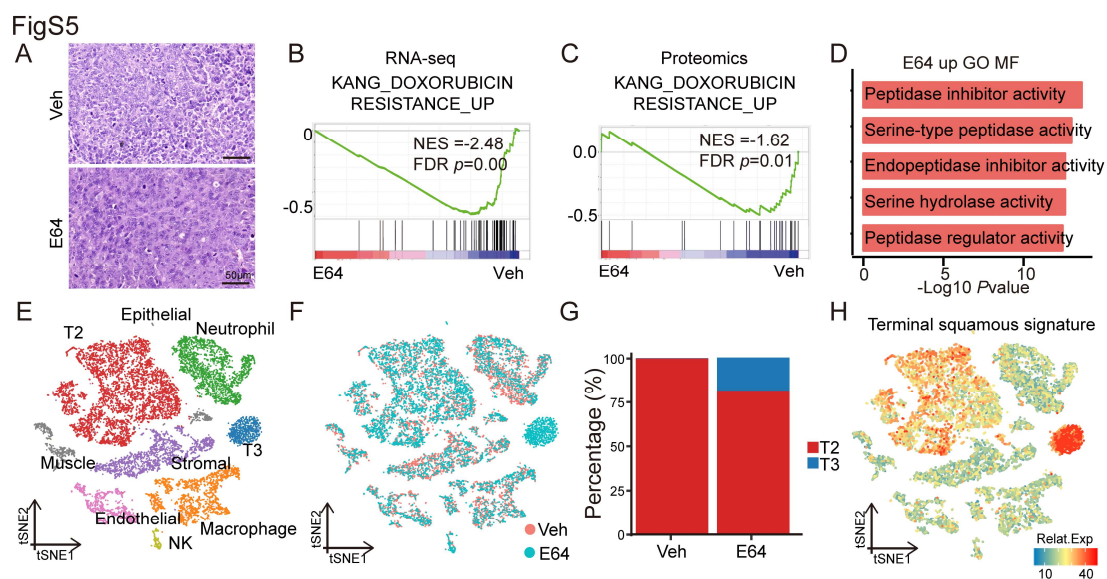 FigS5
A
Veh
E64
50μm
B
RNA-seq
KANG_DOXORUBICIN
RESISTANCE_UP
0
-0.5
NES =-2.48
FDR p=0.00
E64
Veh
C
Proteomics
KANG_DOXORUBICIN
RESISTANCE_UP
0.0
-0.5
NES =-1.62
FDR p=0.01
E64
Veh
D
E64 up GO MF
Peptidase inhibitor activity
Serine-type peptidase activity
Endopeptidase inhibitor activity
Serine hydrolase activity
Peptidase regulator activity
0 5 10
-Log10 Pvalue
E
T2
Epithelial
Neutrophil
T3
Muscle
Stromal
Endothelial
Macrophage
NK
tSNE2
tSNE1
F
Veh
E64
tSNE2
tSNE1
G
Percentage (%)
100
75
50
25
0
Veh E64
T2
T3
H
Terminal squamous signature
tSNE2
tSNE1
Relat.Exp
10 40